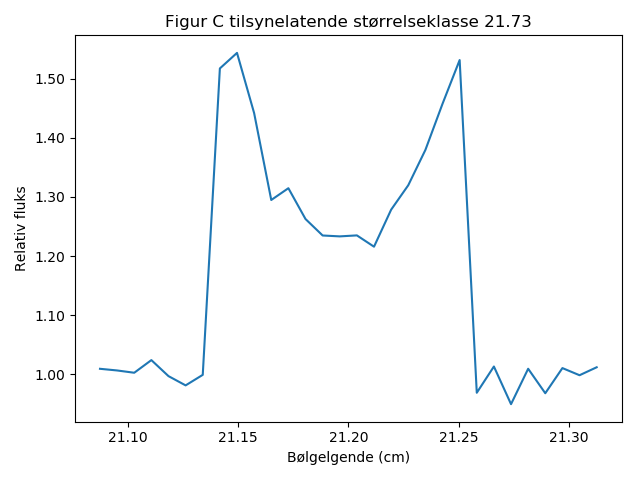 Figur C tilsynelatende størrelseklasse 21.73
1.50
1.40
1.30
1.20
1.10
1.00
Relativ fluks
21.10 21.15 21.20 21.25 21.30
Bølgelgende (cm)